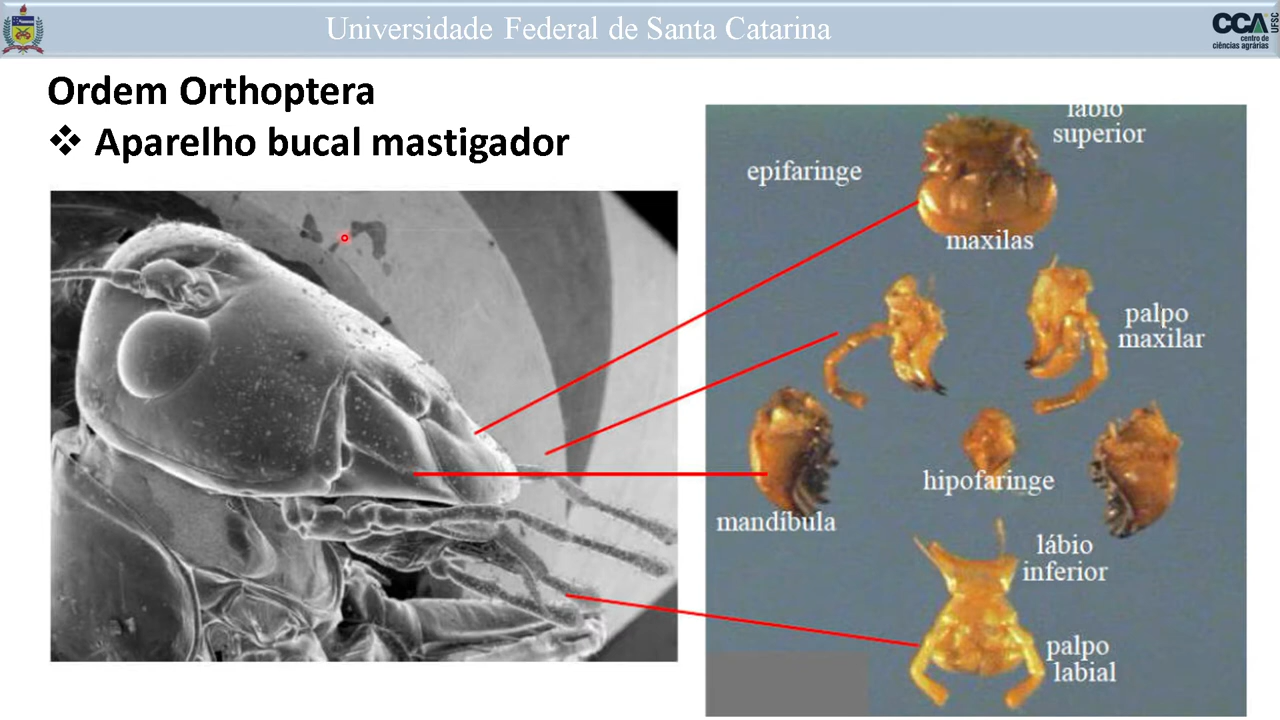 Universidade Federal de Santa Catarina
CCA
UFSC
centro de
ciências agrárias
Ordem Orthoptera
❖ Aparelho bucal mastigador
lábio
superior
epifaringe
maxilas
palpo
maxilar
hipofaringe
mandíbula
lábio
inferior
palpo
labial